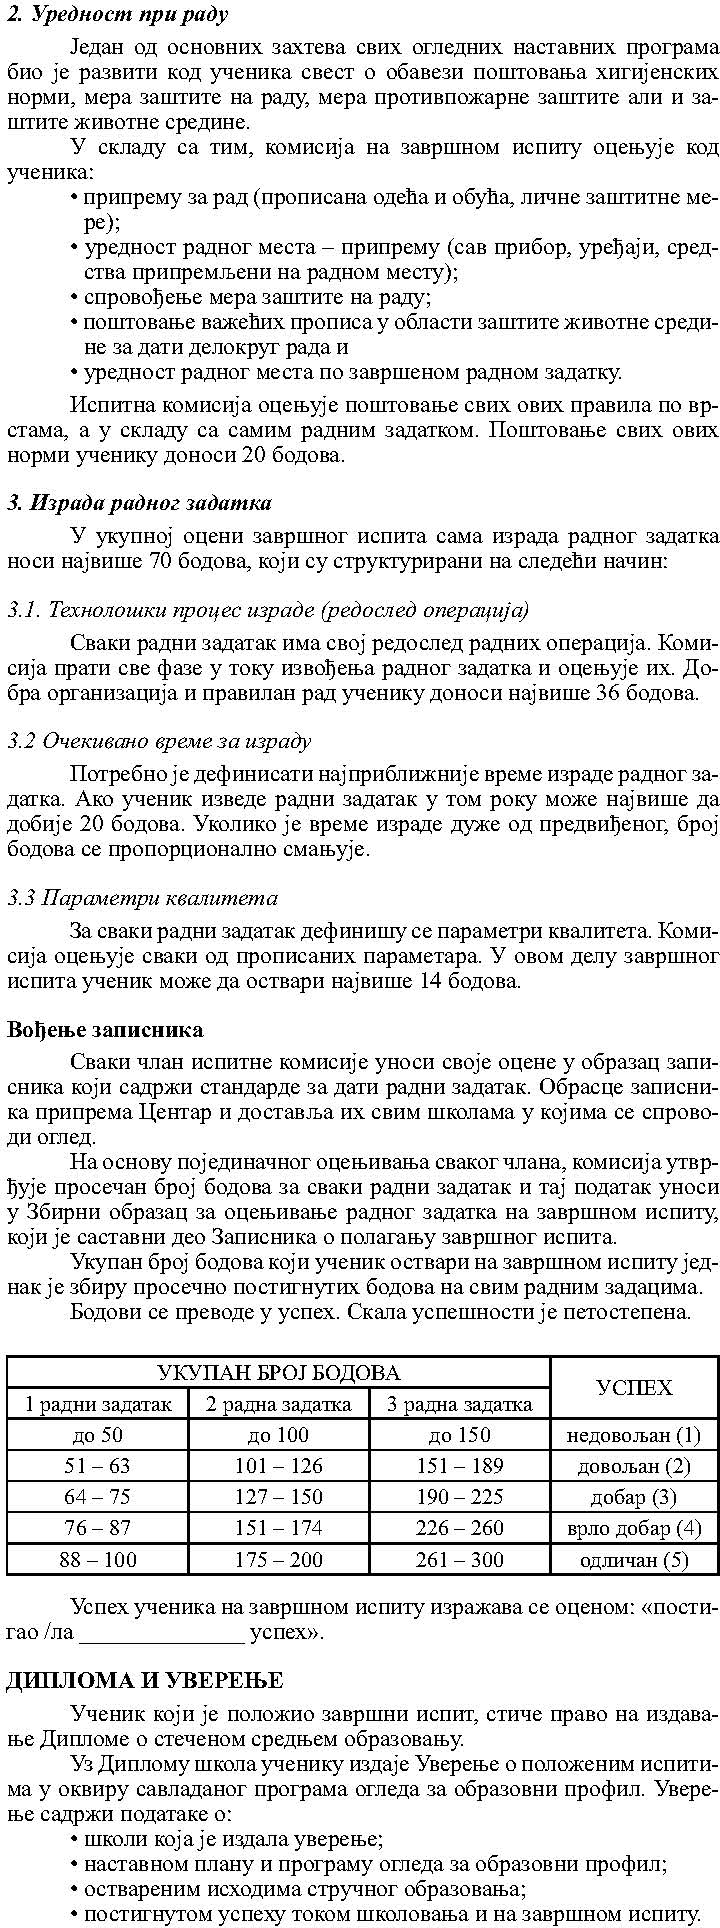 2. Уредност при раду
Један од основних захтева свих огледних наставних програма
био је развити код ученика свест о обавези поштовања хигијенских
норми, мера заштите на раду, мера противпожарне заштите али и за-
штите животне средине.
У складу са тим, комисија на завршном испиту оцењује код
ученика:
• припрему за рад (прописана одећа и обућа, личне заштитне ме-
ре);
• уредност радног места – припрему (сав прибор, уређаји, сред-
ства припремљени на радном месту);
• спровођење мера заштите на раду;
• поштовање важећих прописа у области заштите животне среди-
не за дати делокруг рада и
• уредност радног места по завршеном радном задатку.
Испитна комисија оцењује поштовање свих ових правила по вр-
стама, а у складу са самим радним задатком. Поштовање свих ових
норми ученику доноси 20 бодова.
3. Израда радног задатка
У укупној оцени завршног испита сама израда радног задатка
носи највише 70 бодова, који су структурирани на следећи начин:
3.1. Технолошки процес израде (редослед операција)
Сваки радни задатак има свој редослед радних операција. Коми-
сија прати све фазе у току извођења радног задатка и оцењује их. До-
бра организација и правилан рад ученику доноси највише 36 бодова.
3.2 Очекивано време за израду
Потребно је дефинисати најприближније време израде радног за-
датка. Ако ученик изведе радни задатак у том року може највише да
добије 20 бодова. Уколико је време израде дуже од предвиђеног, број
бодова се пропорционално смањује.
3.3 Параметри квалитета
За сваки радни задатак дефинишу се параметри квалитета. Коми-
сија оцењује сваки од прописаних параметара. У овом делу завршног
испита ученик може да оствари највише 14 бодова.
Вођење записника
Сваки члан испитне комисије уноси своје оцене у образац запи-
сника који садржи стандарде за дати радни задатак. Обрасце записни-
ка припрема Центар и доставља их свим школама у којима се спрово-
ди оглед.
На основу појединачног оцењивања сваког члана, комисија утвр-
ђује просечан број бодова за сваки радни задатак и тај податак уноси
у Збирни образац за оцењивање радног задатка на завршном испиту,
који је саставни део Записника о полагању завршног испита.
Укупан број бодова који ученик оствари на завршном испиту јед-
нак је збиру просечно постигнутих бодова на свим радним задацима.
Бодови се преводе у успех. Скала успешности је петостепена.
УКУПАН БРОЈ БОДОВА УСПЕХ
1 радни задатак 2 радна задатка 3 радна задатка
до 50 до 100 до 150 недовољан (1)
51 – 63 101 – 126 151 – 189 довољан (2)
64 – 75 127 – 150 190 – 225 добар (3)
76 – 87 151 – 174 226 – 260 врло добар (4)
88 – 100 175 – 200 261 – 300 одличан (5)
Успех ученика на завршном испиту изражава се оценом: «пости-
гао /ла _______________ успех».
ДИПЛОМА И УВЕРЕЊЕ
Ученик који је положио завршни испит, стиче право на издава-
ње Дипломе о стеченом средњем образовању.
Уз Диплому школа ученику издаје Уверење о положеним испити-
ма у оквиру савладаног програма огледа за образовни профил. Увере-
ње садржи податаке о:
• школи која је издала уверење;
• наставном плану и програму огледа за образовни профил;
• оствареним исходима стручног образовања;
• постигнутом успеху током школовања и на завршном испиту.